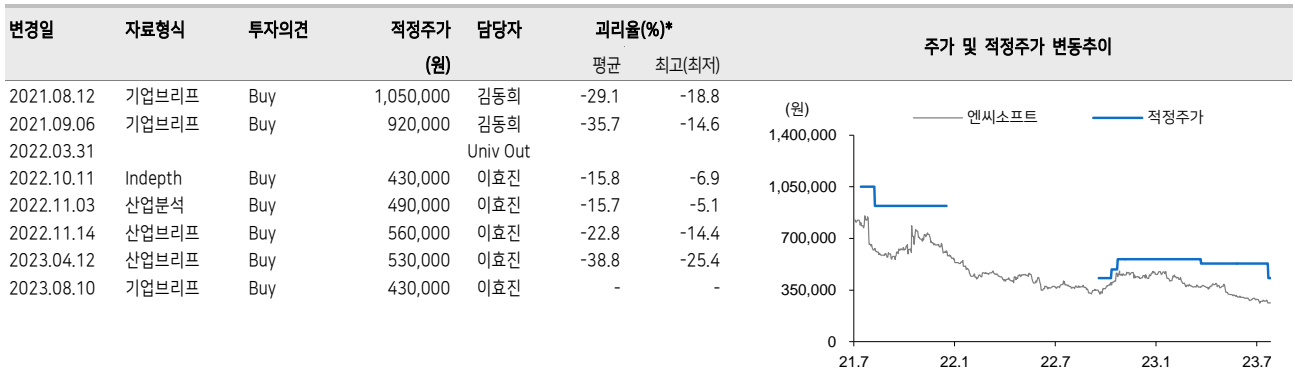 변경일 자료형식 투자의견 적정주가 담당자 괴리율(%)* 주가 및 적정주가 변동추이
(원) 평균 최고(최저)
2021.08.12 기업브리프 Buy 1,050,000 김동희 -29.1 -18.8
2021.09.06 기업브리프 Buy 920,000 김동희 -35.7 -14.6
2022.03.31 Univ Out
2022.10.11 Indepth Buy 430,000 이효진 -15.8 -6.9
2022.11.03 산업분석 Buy 490,000 이효진 -15.7 -5.1
2022.11.14 산업브리프 Buy 560,000 이효진 -22.8 -14.4
2023.04.12 산업브리프 Buy 530,000 이효진 -38.8 -25.4
2023.08.10 기업브리프 Buy 430,000 이효진 - -
(원) 엔씨소프트 적정주가
1,400,000
1,050,000
700,000
350,000
0
21.7 22.1 22.7 23.1 23.7